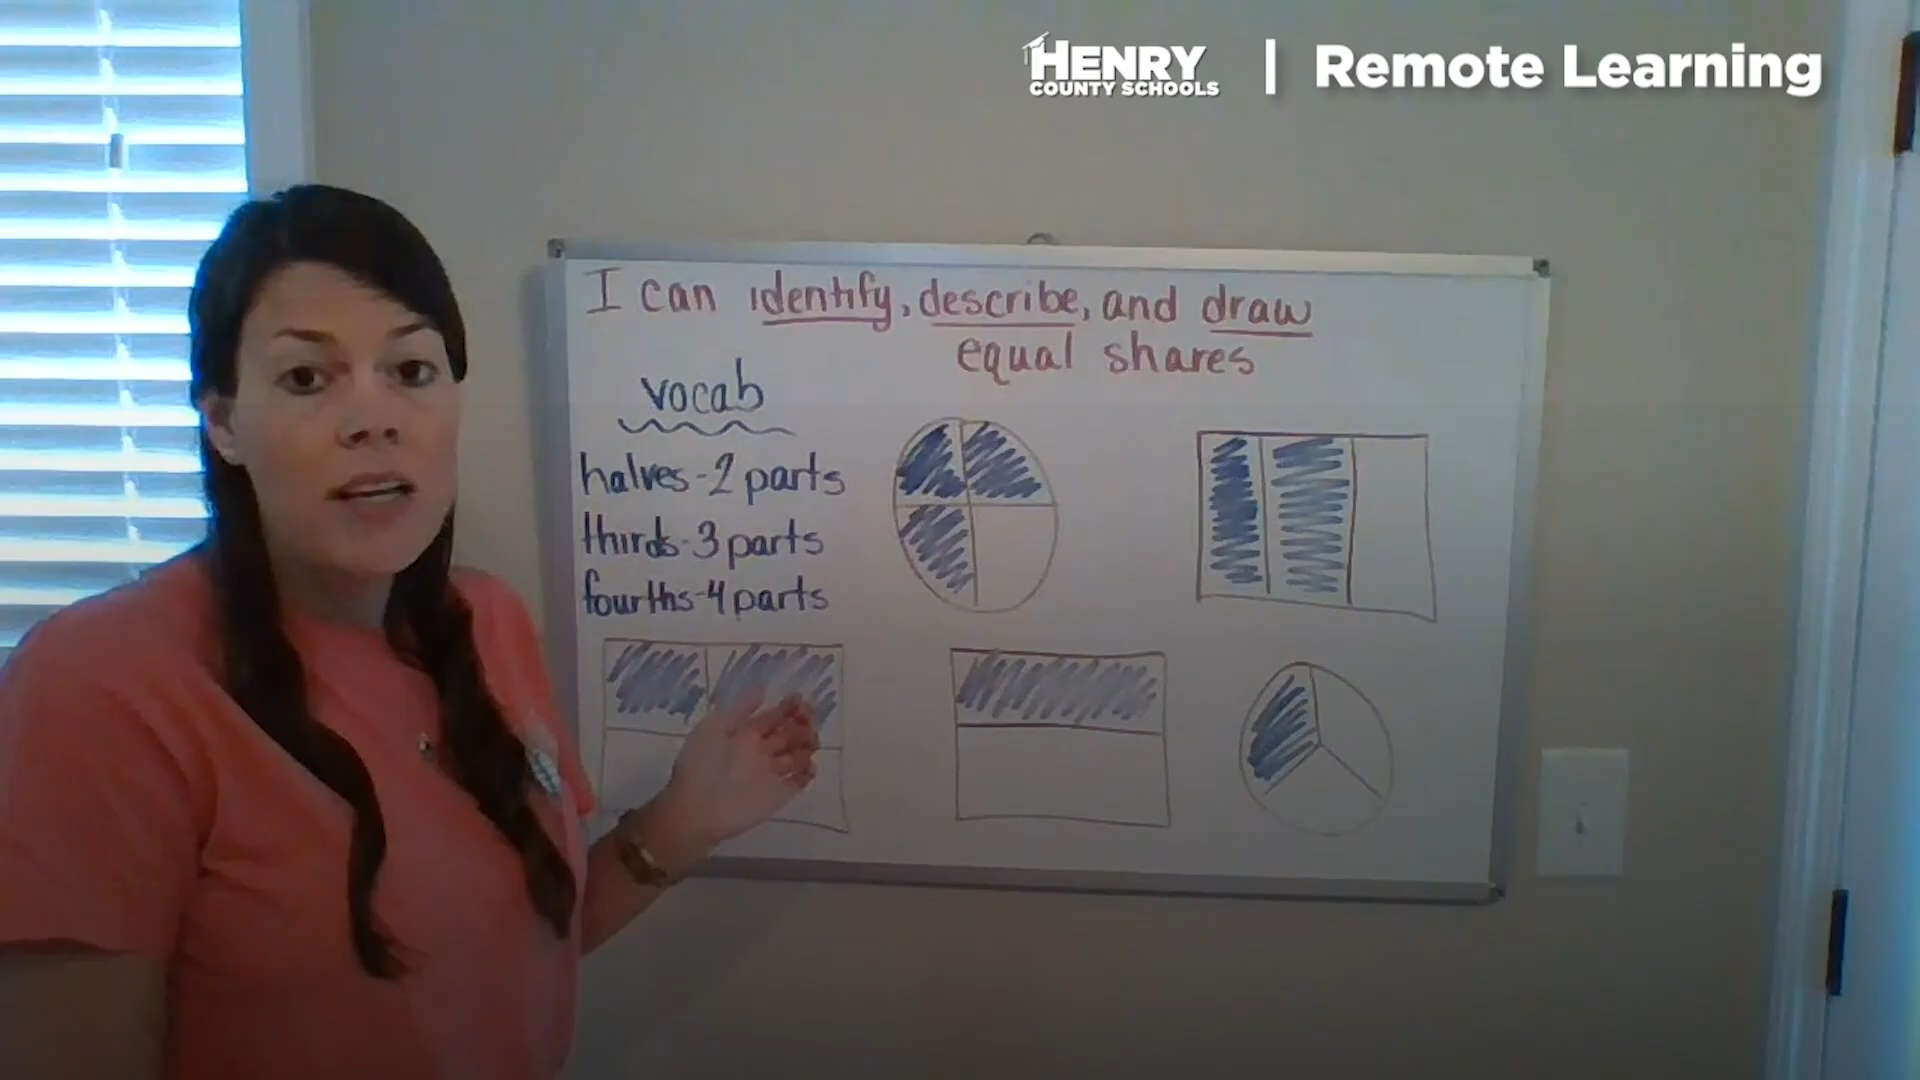 HENRY
COUNTY SCHOOLS
| Remote Learning
I can identify, describe, and draw
equal shares
vocab
halves-2 parts
thirds-3 parts
fourths-4 parts